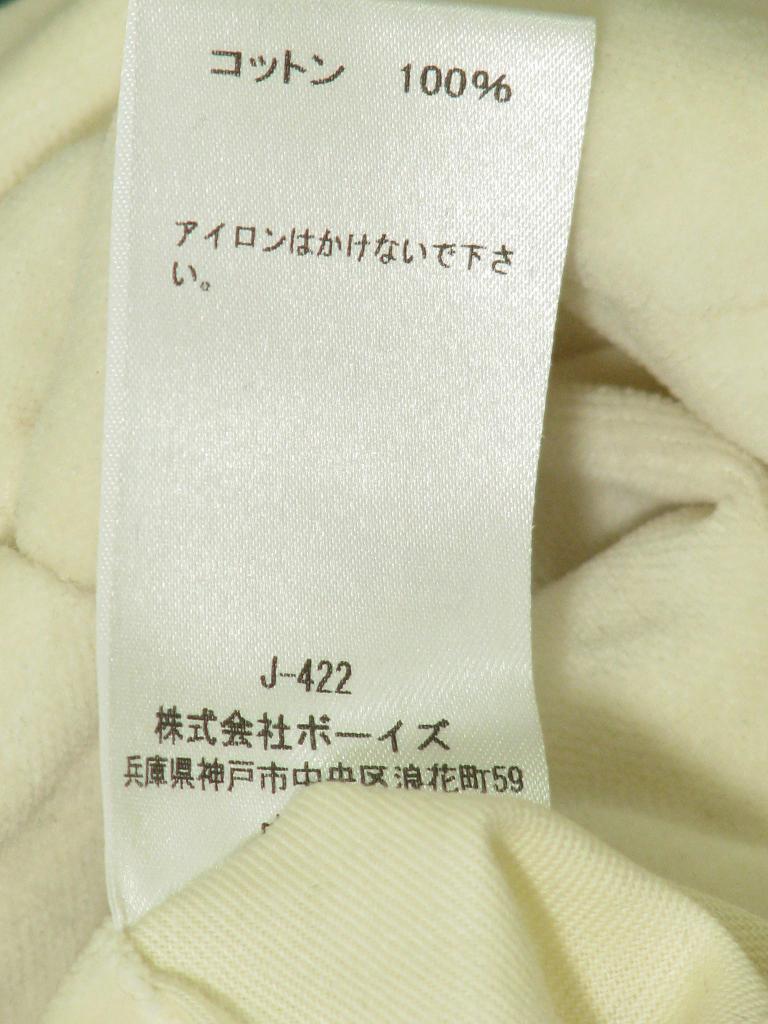 コットン 100%
アイロンはかけないで下さ
い。
J-422
株式会社ボーイズ
兵庫県神戸市中央区浪花町59